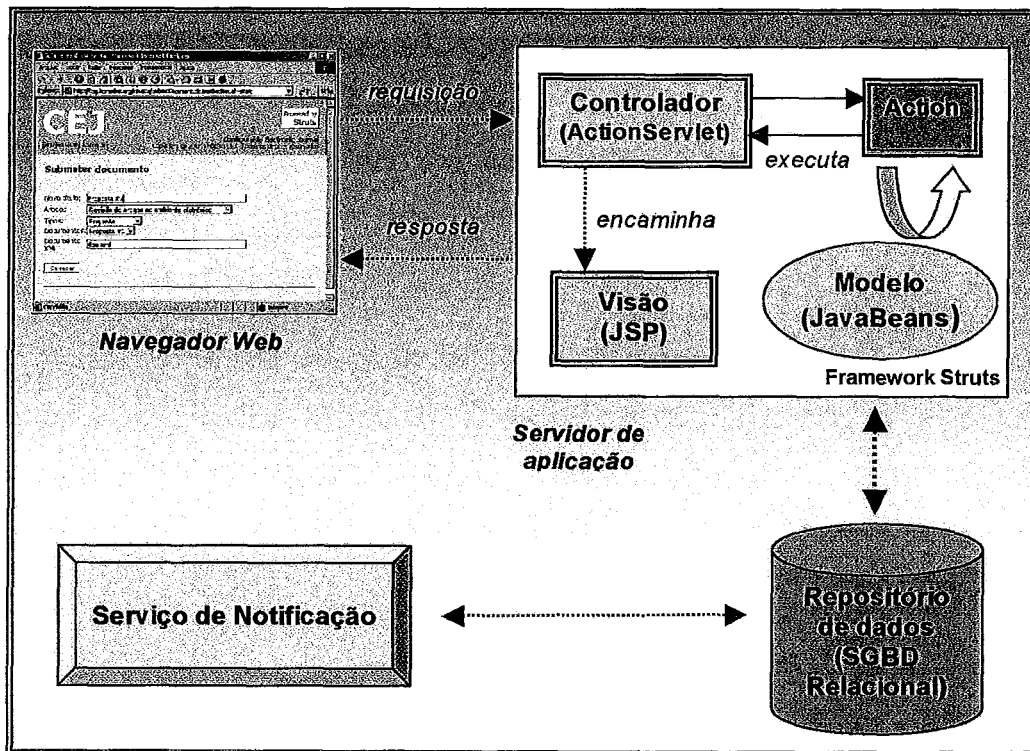 CEJ
Struts
Submeter documento
Navegador Web
requisição
resposta
Controlador
(ActionServlet)
Action
executa
encaminha
Visão
(JSP)
Modelo
(JavaBeans)
Framework Struts
Servidor de
aplicação
Serviço de Notificação
Repositório
de dados
(SGBD
Relacional)